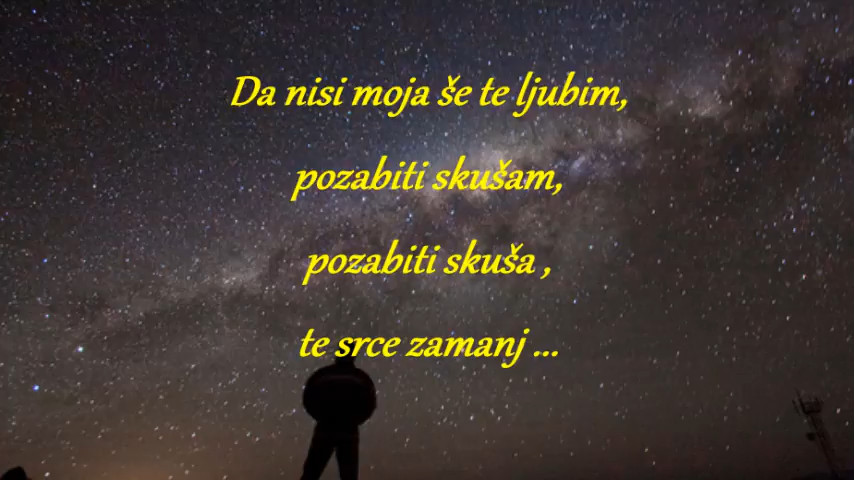 Da nisi moja še te ljubim,
pozabiti skušam,
pozabiti skuša ,
te srce zamanj ...